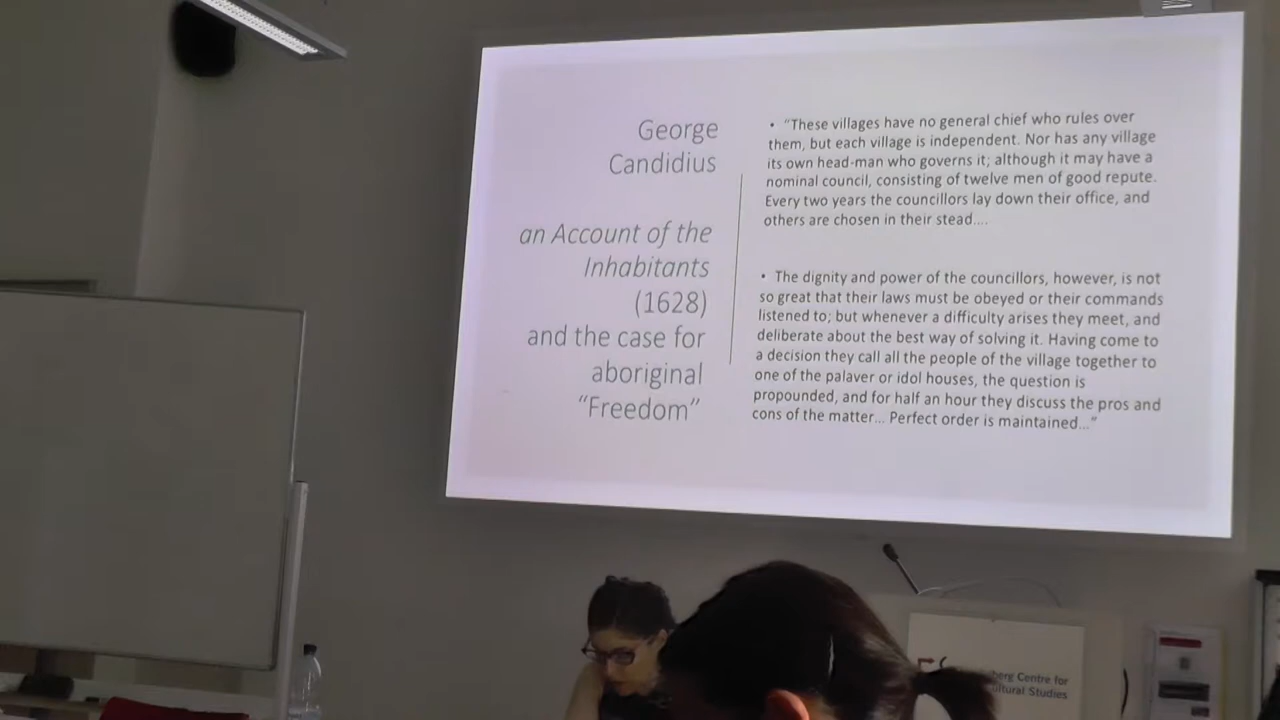 George
Candidius
an Account of the
Inhabitants
(1628)
and the case for
aboriginal
“Freedom”
• “These villages have no general chief who rules over
them, but each village is independent. Nor has any village
its own head-man who governs it; although it may have a
nominal council, consisting of twelve men of good repute.
Every two years the councillors lay down their office, and
others are chosen in their stead....
• The dignity and power of the councillors, however, is not
so great that their laws must be obeyed or their commands
listened to; but whenever a difficulty arises they meet, and
deliberate about the best way of solving it. Having come to
a decision they call all the people of the village together to
one of the palaver or idol houses, the question is
propounded, and for half an hour they discuss the pros and
cons of the matter... Perfect order is maintained...”
Centre for
Studies